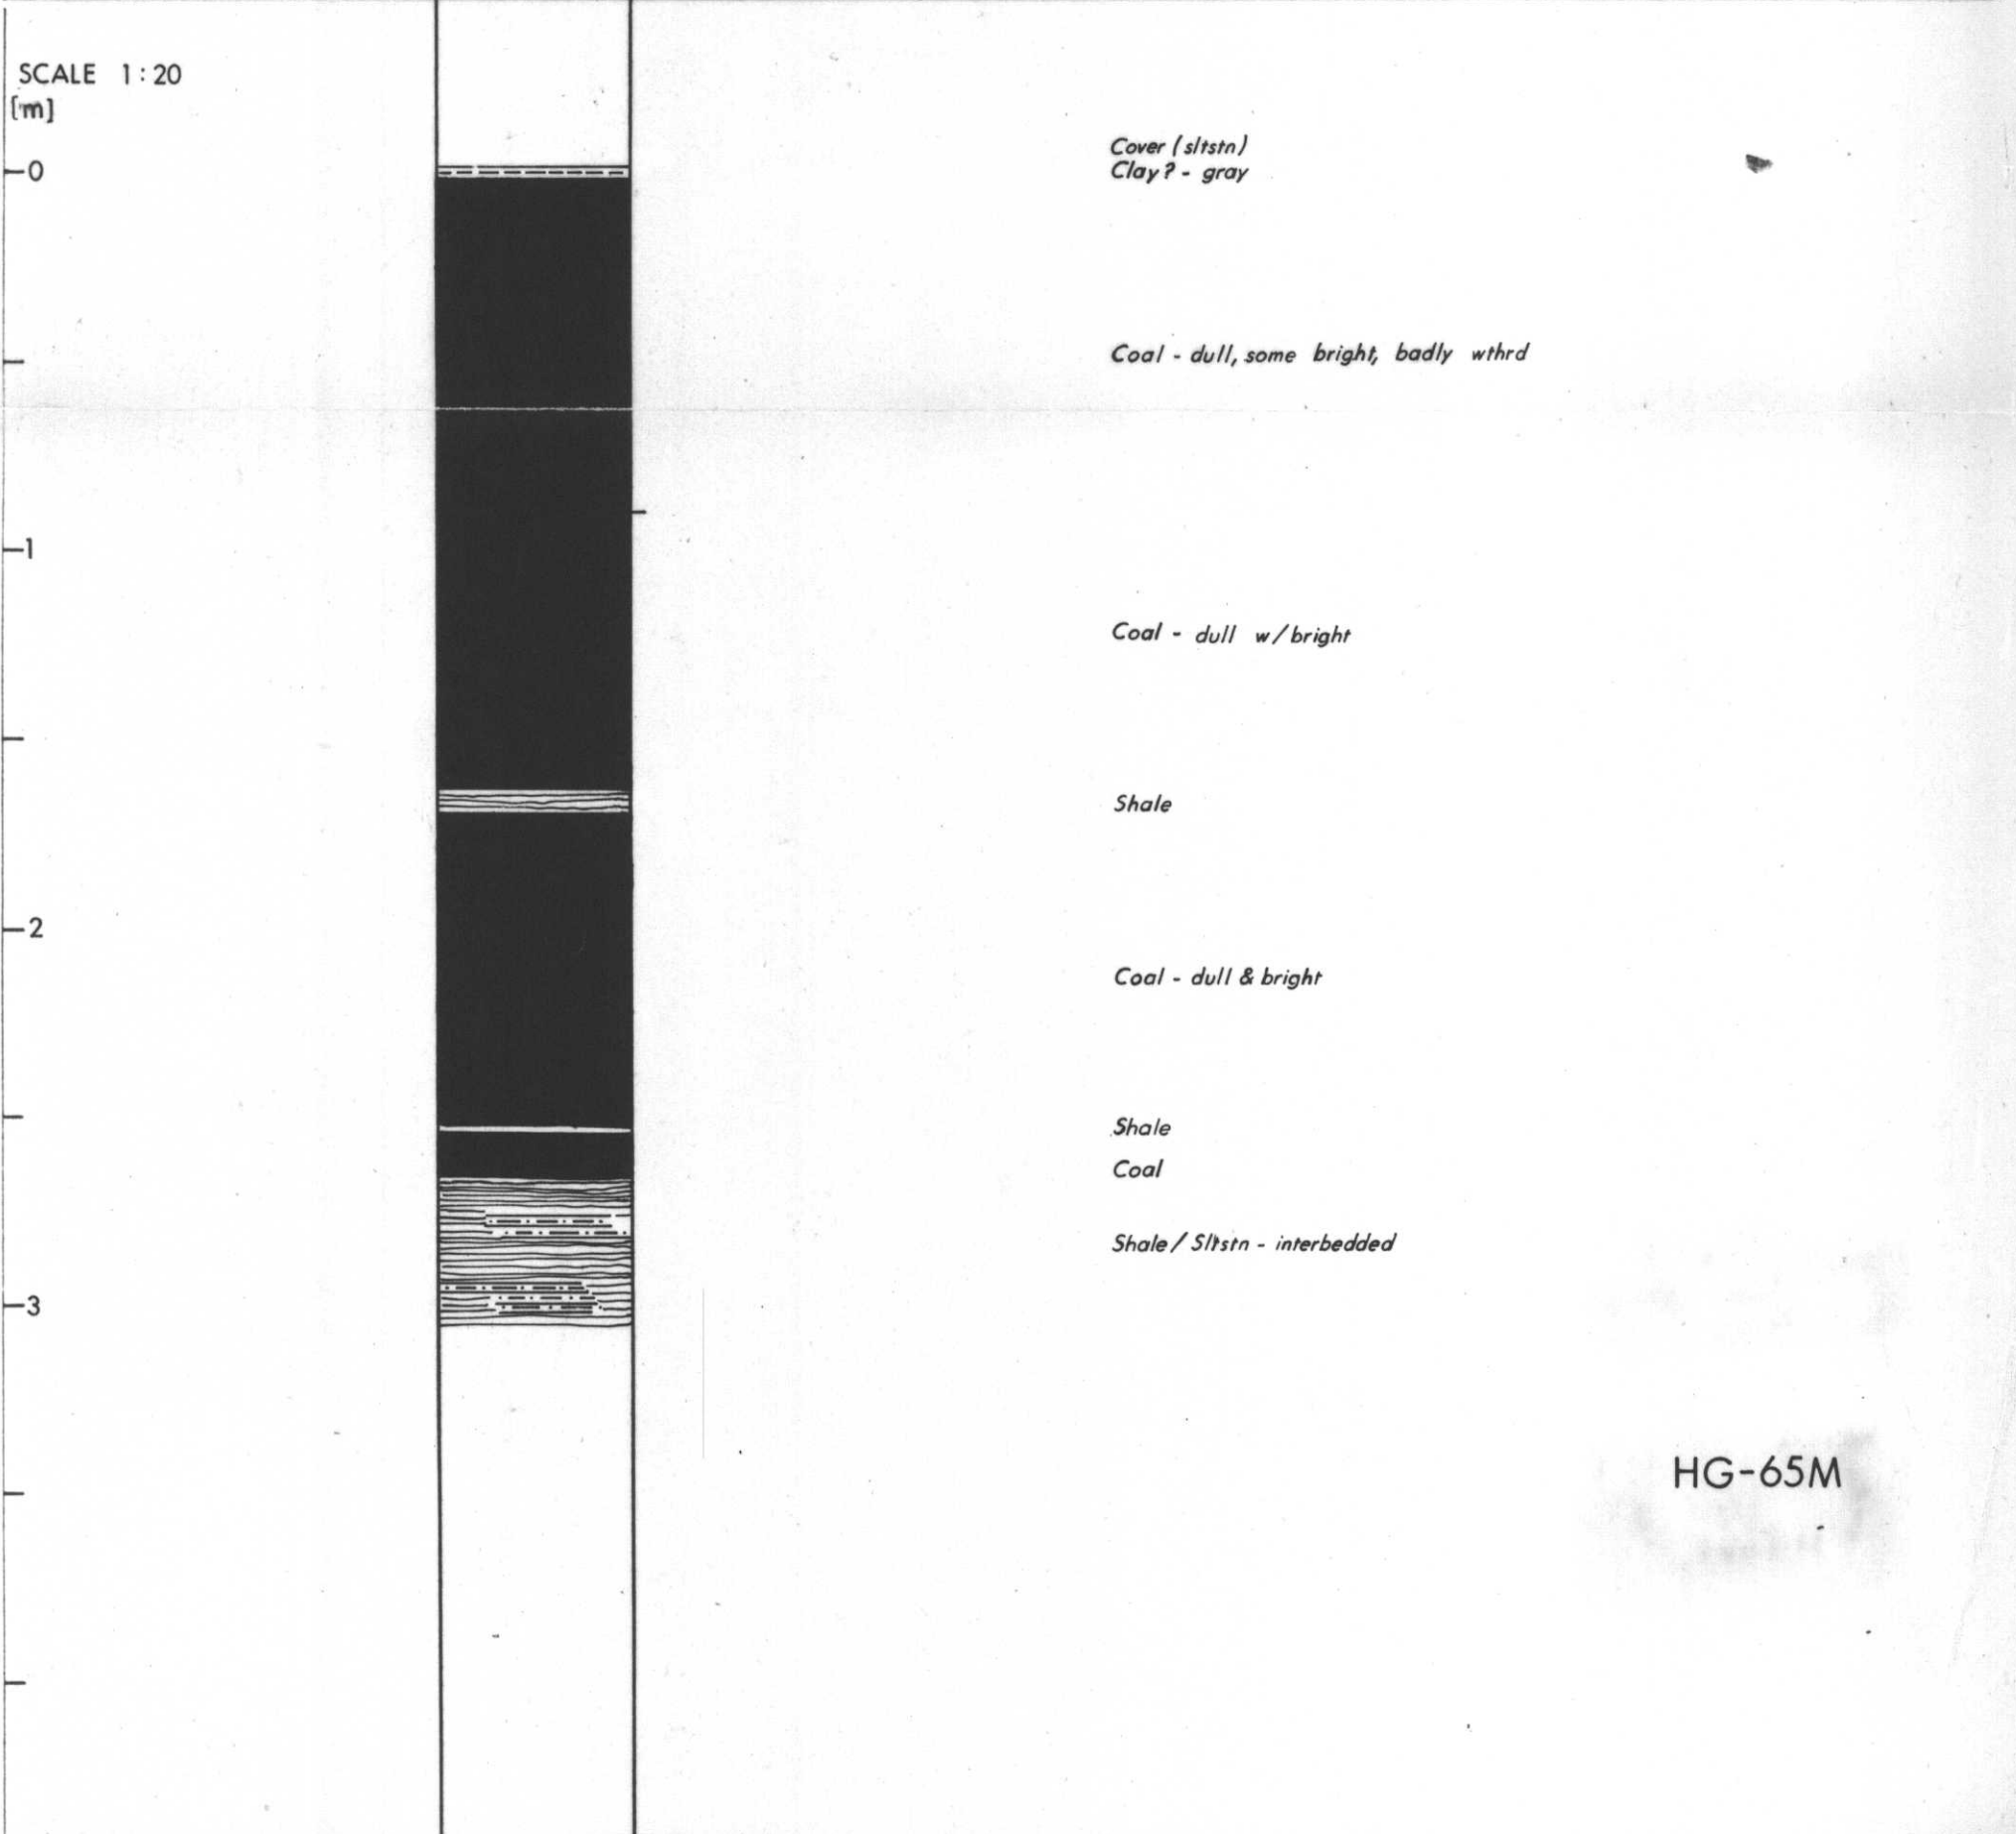 SCALE 1:20
[m]
Cover (sltstn)
0
Clay? - gray
Coal - dull, some bright, badly wthrd
1
Coal - dull w/bright
Shale
2
Coal - dull & bright
Shale
Coal
Shale/Sltstn - interbedded
3
HG-65M